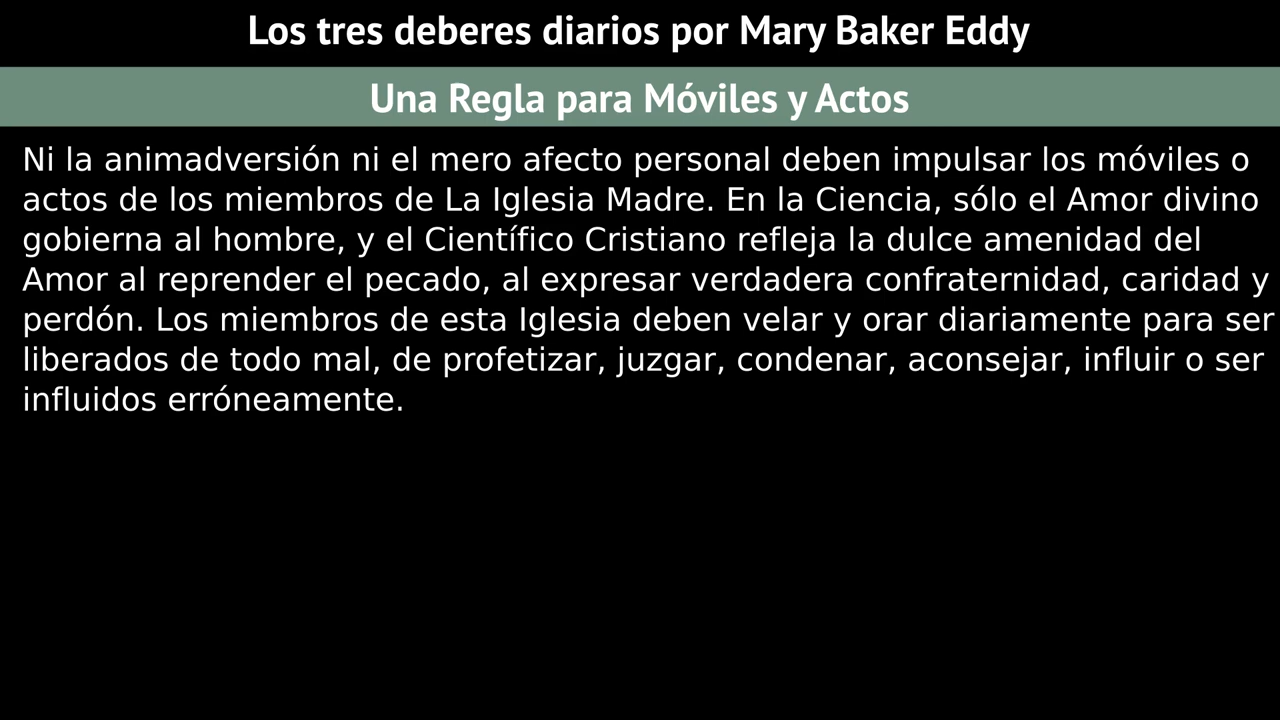 Los tres deberes diarios por Mary Baker Eddy
Una Regla para Móviles y Actos
Ni la animadversión ni el mero afecto personal deben impulsar los móviles o
actos de los miembros de La Iglesia Madre. En la Ciencia, sólo el Amor divino
gobierna al hombre, y el Científico Cristiano refleja la dulce amenidad del
Amor al reprender el pecado, al expresar verdadera confraternidad, caridad y
perdón. Los miembros de esta Iglesia deben velar y orar diariamente para ser
liberados de todo mal, de profetizar, juzgar, condenar, aconsejar, influir o ser
influidos erróneamente.